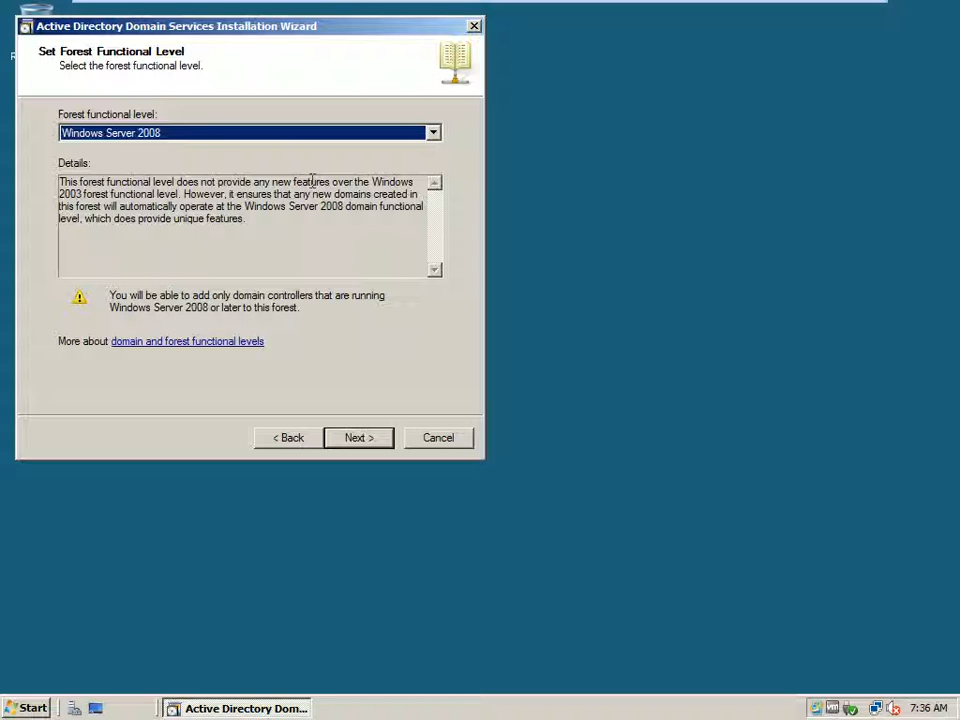 Active Directory Domain Services Installation Wizard
Set Forest Functional Level
Select the forest functional level.
Forest functional level:
Windows Server 2008
Details:
This forest functional level does not provide any new features over the Windows
2003 forest functional level. However, it ensures that any new domains created in
this forest will automatically operate at the Windows Server 2008 domain functional
level, which does provide unique features.
You will be able to add only domain controllers that are running
Windows Server 2008 or later to this forest.
More about domain and forest functional levels
< Back
Next >
Cancel
Start
Active Directory Dom...
7:36 AM